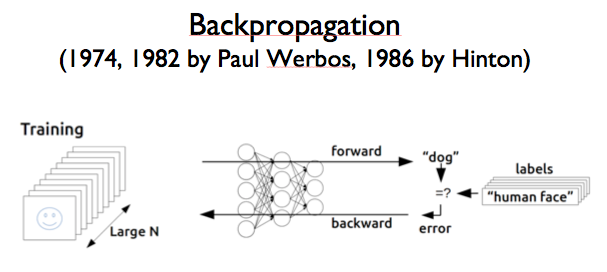 Backpropagation
(1974, 1982 by Paul Werbos, 1986 by Hinton)
Training
Large N
forward
backward
"dog"
=?
error
labels
"human face"